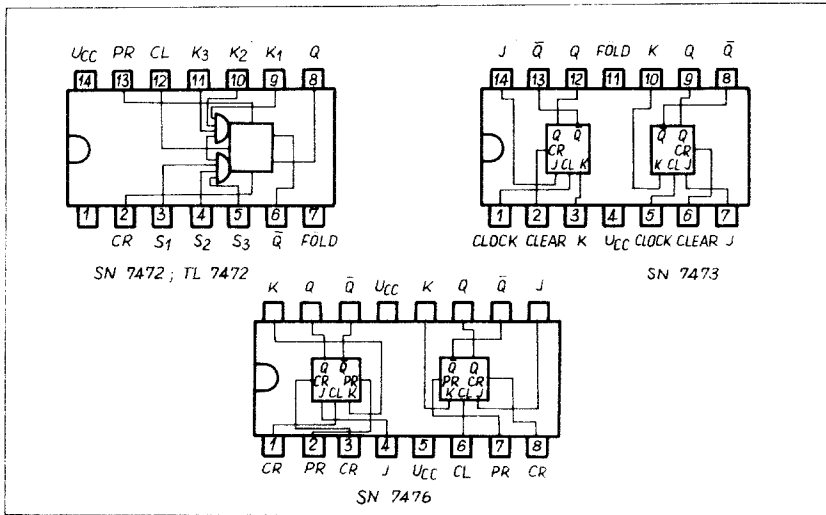 UCC PR CL K3 K2 K1 Q
14 13 12 11 10 9 8
1 2 3 4 5 6 7
CR S1 S2 S3 Q̄ FÖLD
SN 7472 ; TL 7472
J Q̄ Q FÖLD K Q Q̄
14 13 12 11 10 9 8
Q Q̄
CR
J CL K
Q̄ Q
CR
K CL J
1 2 3 4 5 6 7
CLOCK CLEAR K UCC CLOCK CLEAR J
SN 7473
K Q Q̄ UCC K Q Q̄ J
Q Q̄
CR PR
J CL K
Q̄ Q
PR CR
K CL J
1 2 3 4 5 6 7 8
CR PR CR J UCC CL PR CR
SN 7476